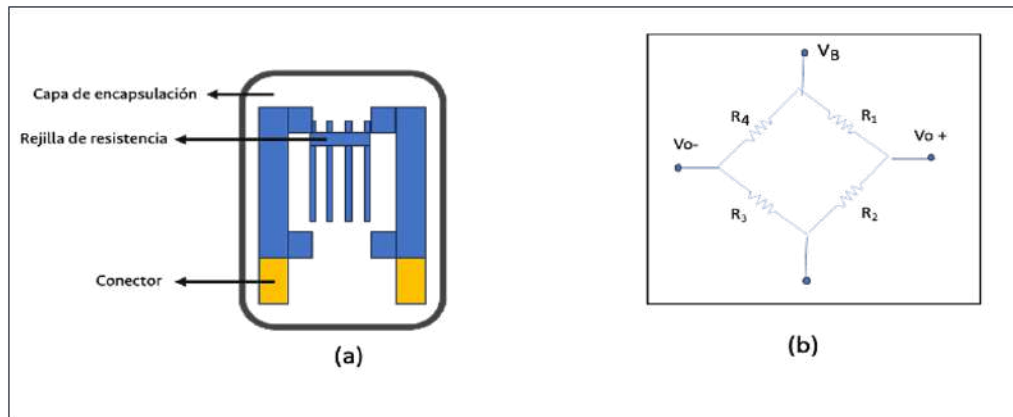 Capa de encapsulación
Rejilla de resistencia
Conector
(a)
VB
R4
R1
Vo-
Vo +
R3
R2
(b)